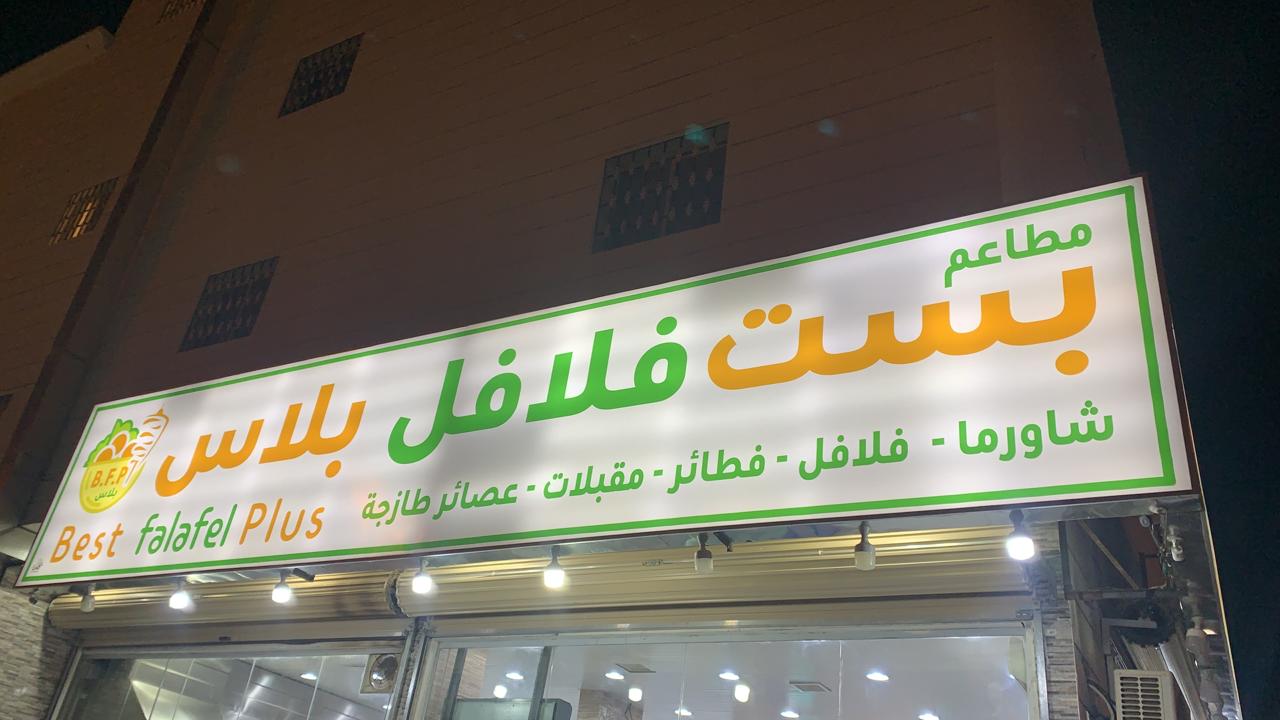 مطاعم
بست فلافل بلاس
شاورما - فلافل - فطائر - مقبلات - عصائر طازجة
B.F.P
بلاس
Best falafel Plus